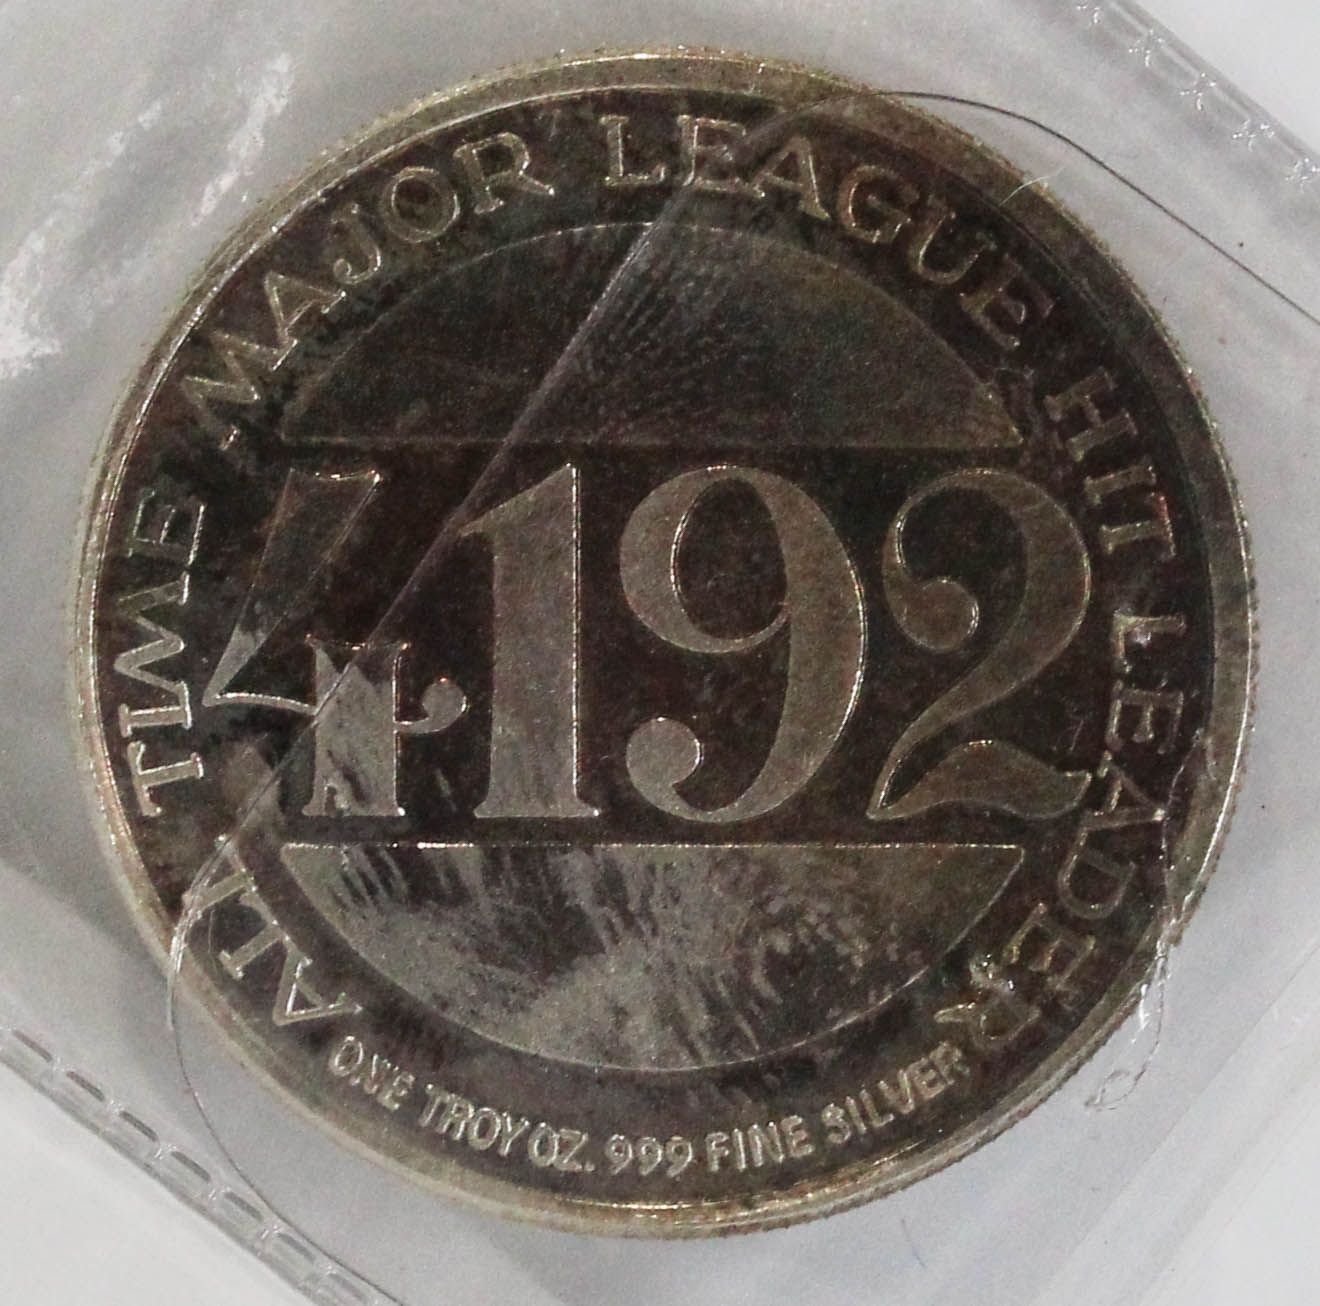 ALL TIME MAJOR LEAGUE HIT LEADER
4192
ONE TROY OZ. 999 FINE SILVER